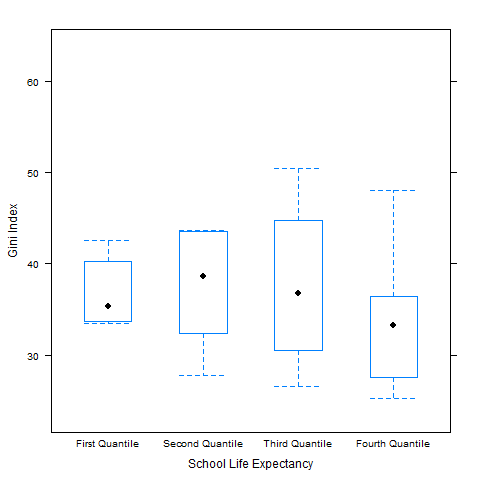 60
50
40
30
Gini Index
First Quantile Second Quantile Third Quantile Fourth Quantile
School Life Expectancy